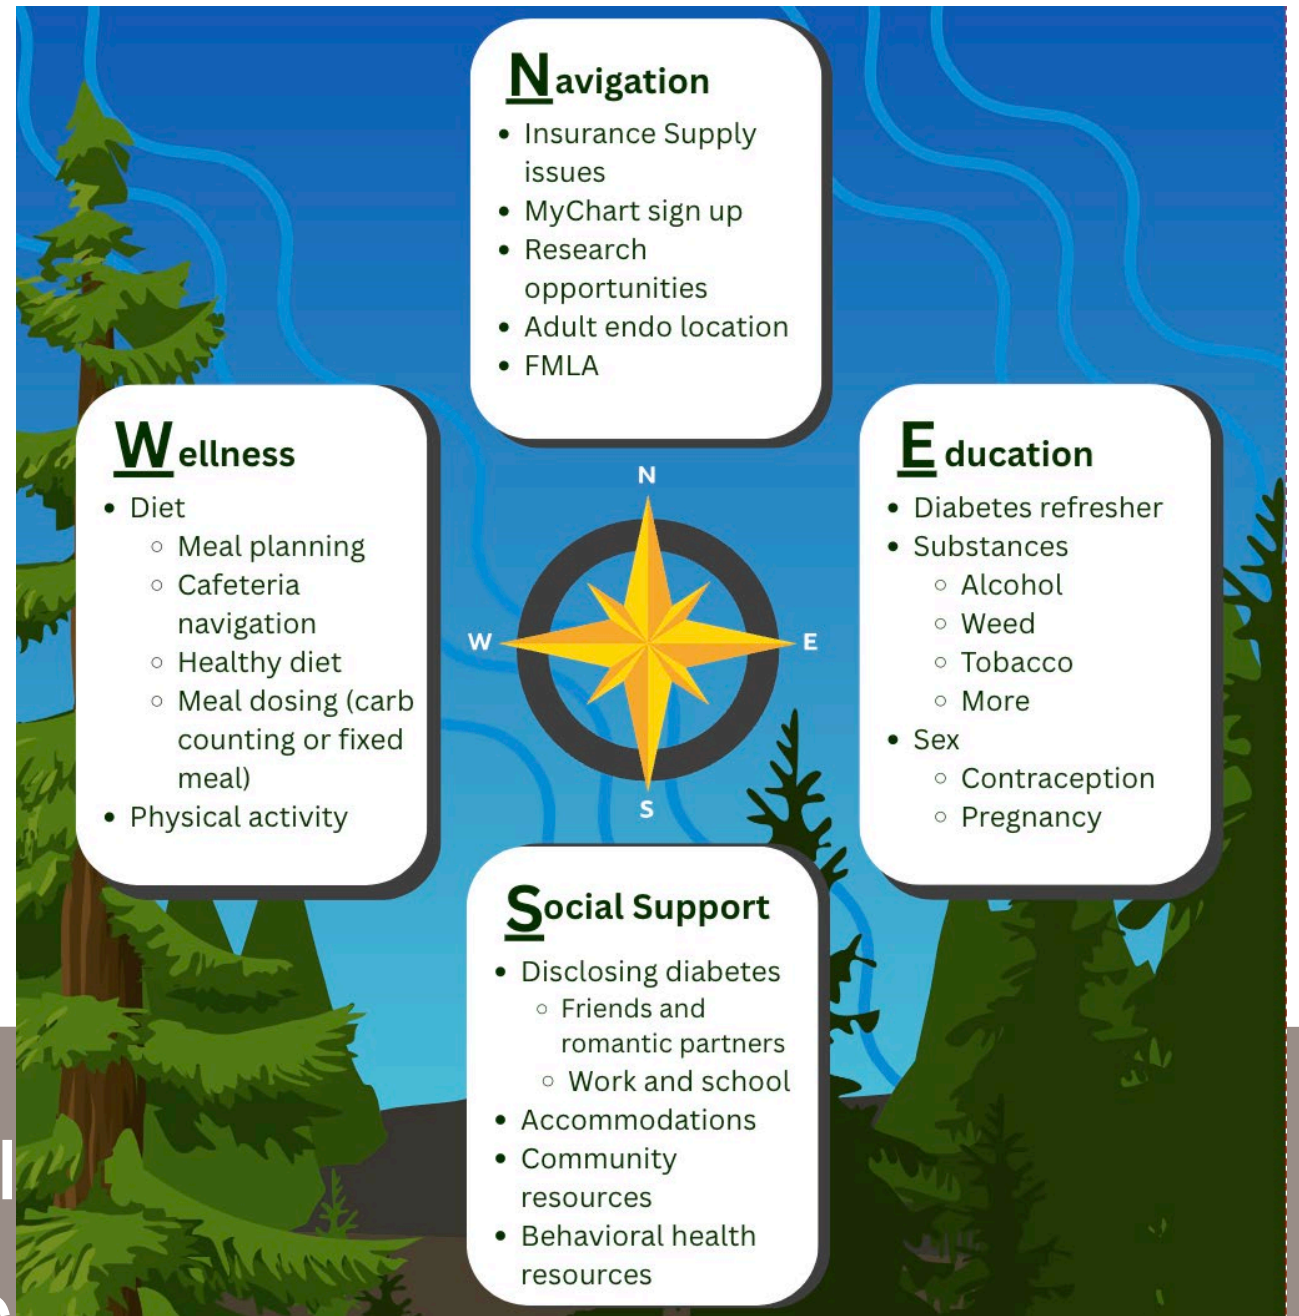 Navigation
• Insurance Supply
issues
• MyChart sign up
• Research
opportunities
• Adult endo location
• FMLA
Wellness
• Diet
◦ Meal planning
◦ Cafeteria
navigation
◦ Healthy diet
◦ Meal dosing (carb
counting or fixed
meal)
• Physical activity
N
W
E
S
Education
• Diabetes refresher
• Substances
◦ Alcohol
◦ Weed
◦ Tobacco
◦ More
• Sex
◦ Contraception
◦ Pregnancy
Social Support
• Disclosing diabetes
◦ Friends and
romantic partners
◦ Work and school
• Accommodations
• Community
resources
• Behavioral health
resources